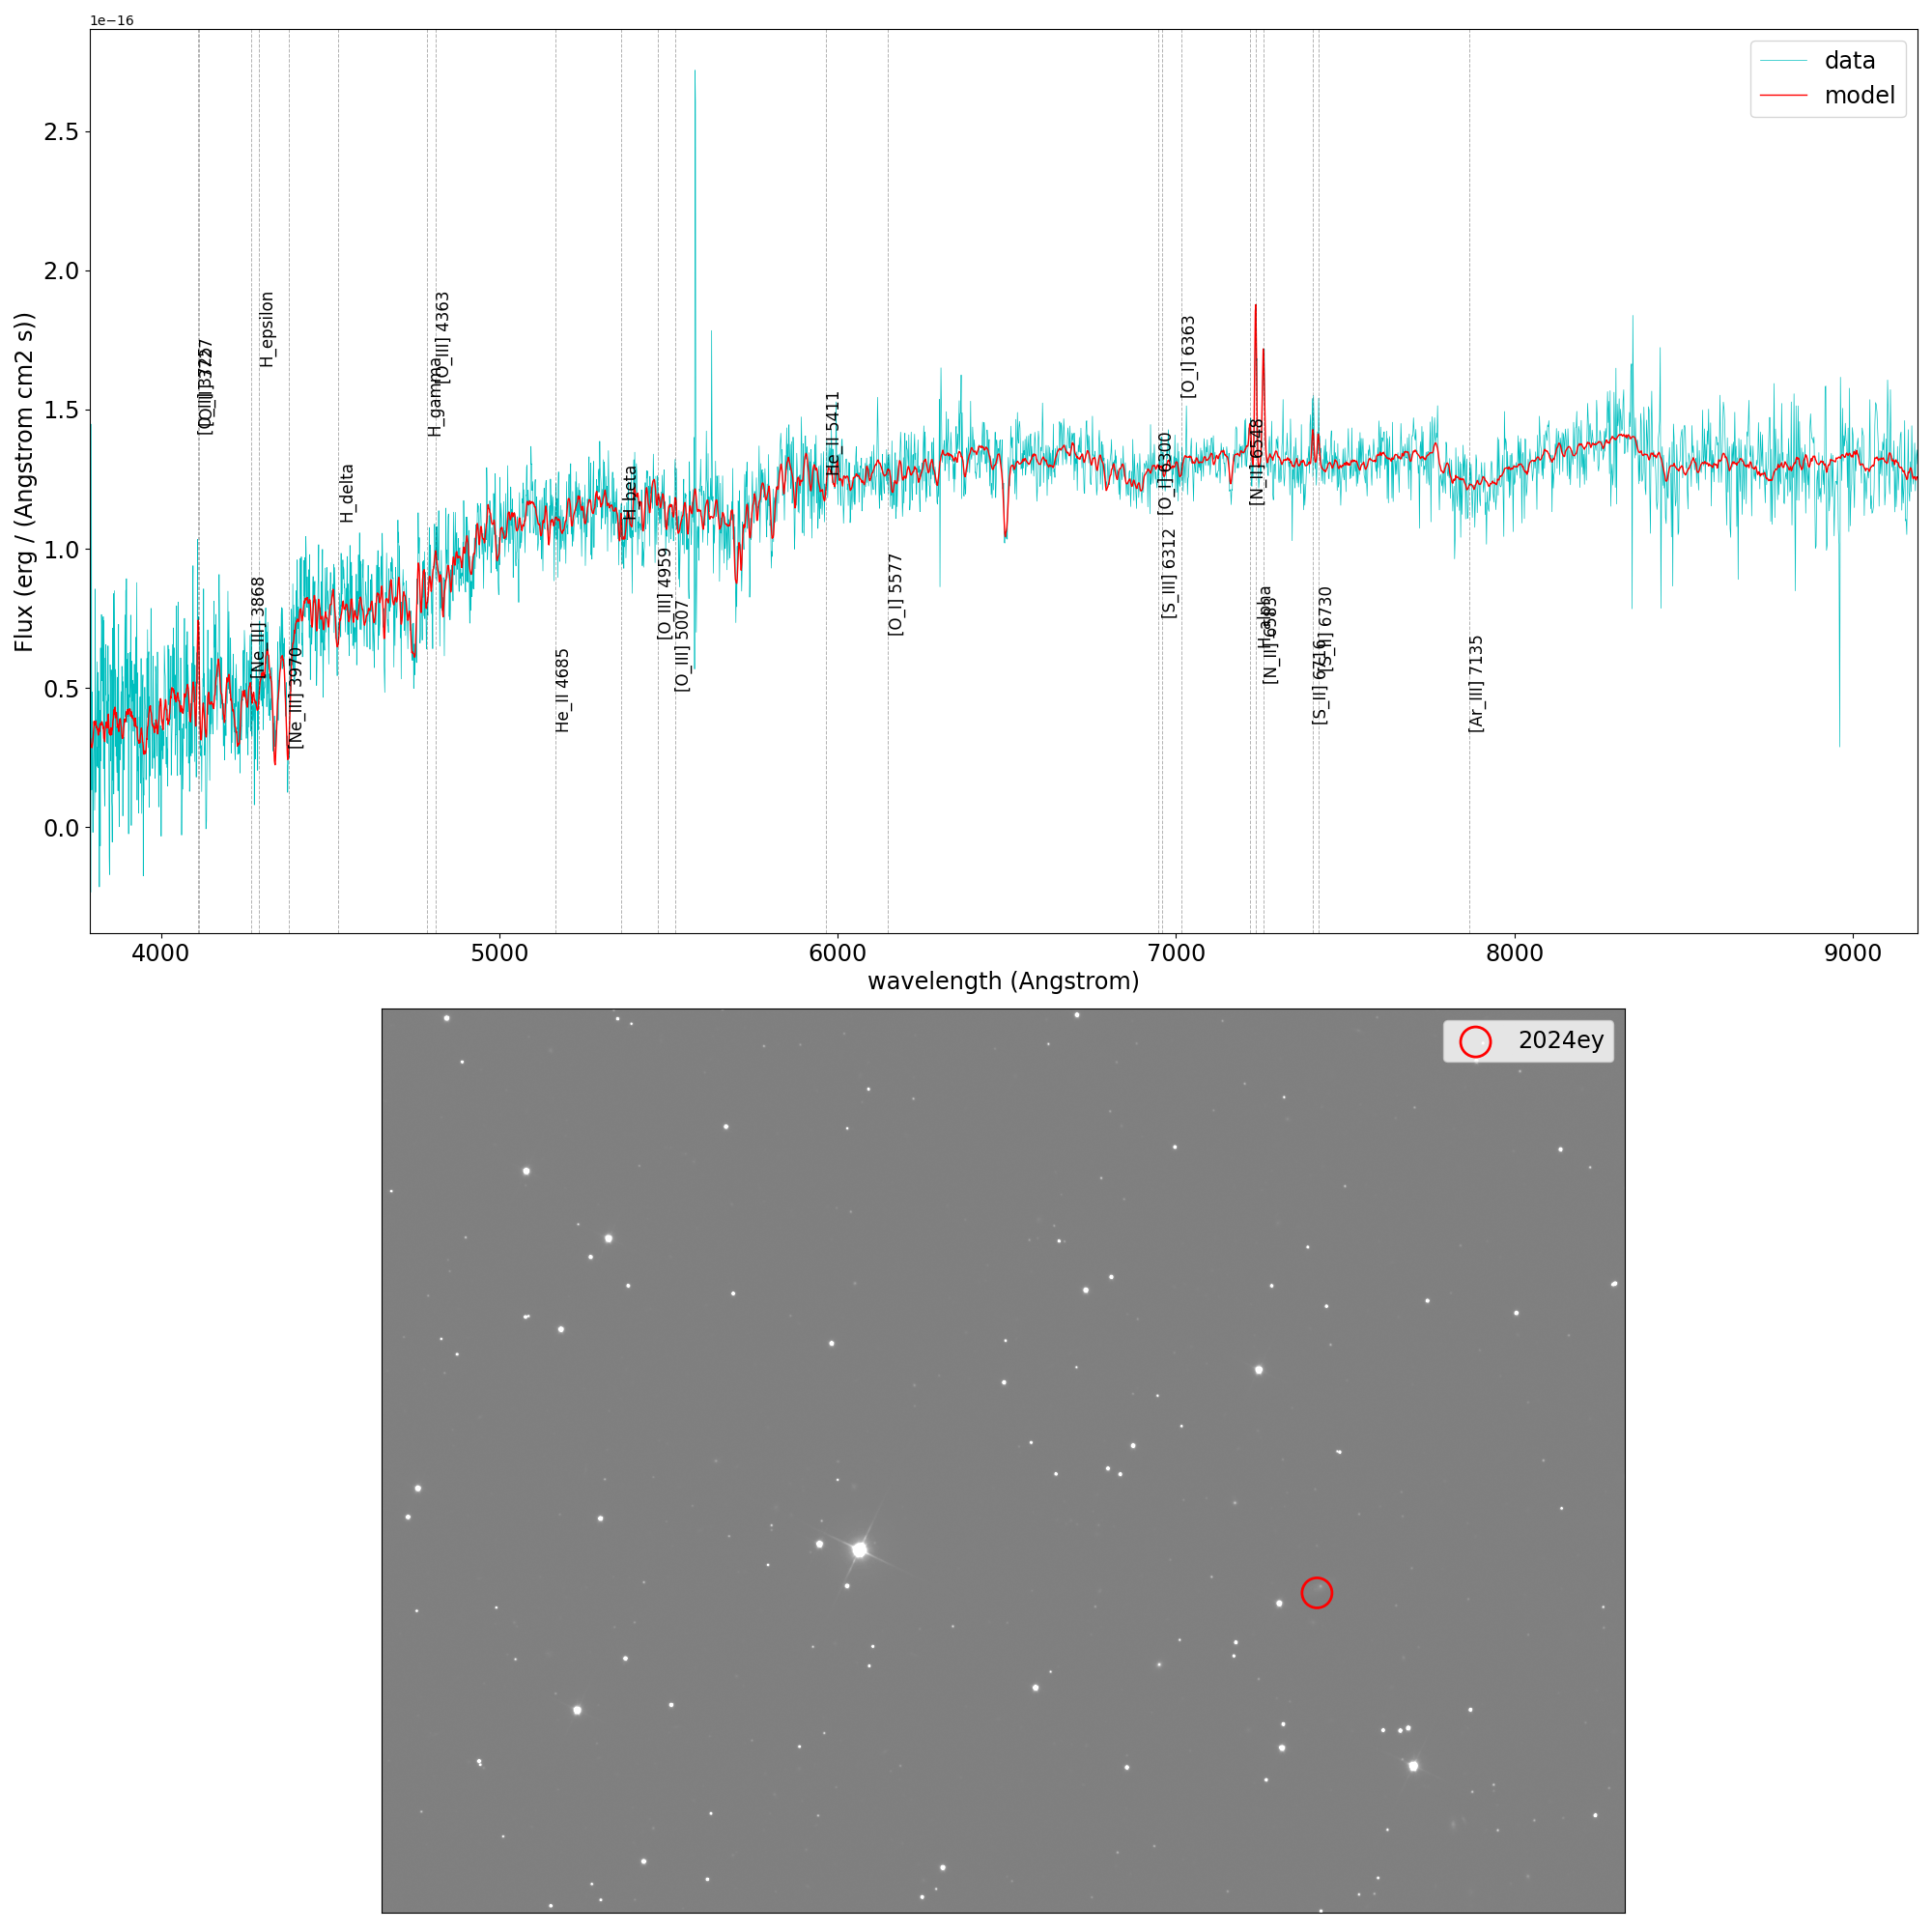 1e−16
data
model
2.5
2.0
1.5
1.0
0.5
0.0
Flux (erg / (Angstrom cm2 s))
[Ne_III] 3868
H_epsilon
[Ne_III] 3970
H_delta
H_gamma
[O_III] 4363
He_II 4685
H_beta
[O_III] 4959
[O_III] 5007
He_II 5411
[O_I] 5577
[O_I] 6300
[S_III] 6312
[O_I] 6363
[N_II] 6548
H_alpha
[N_II] 6583
[S_II] 6716
[S_II] 6730
[Ar_III] 7135
4000
5000
6000
7000
8000
9000
wavelength (Angstrom)
2024ey